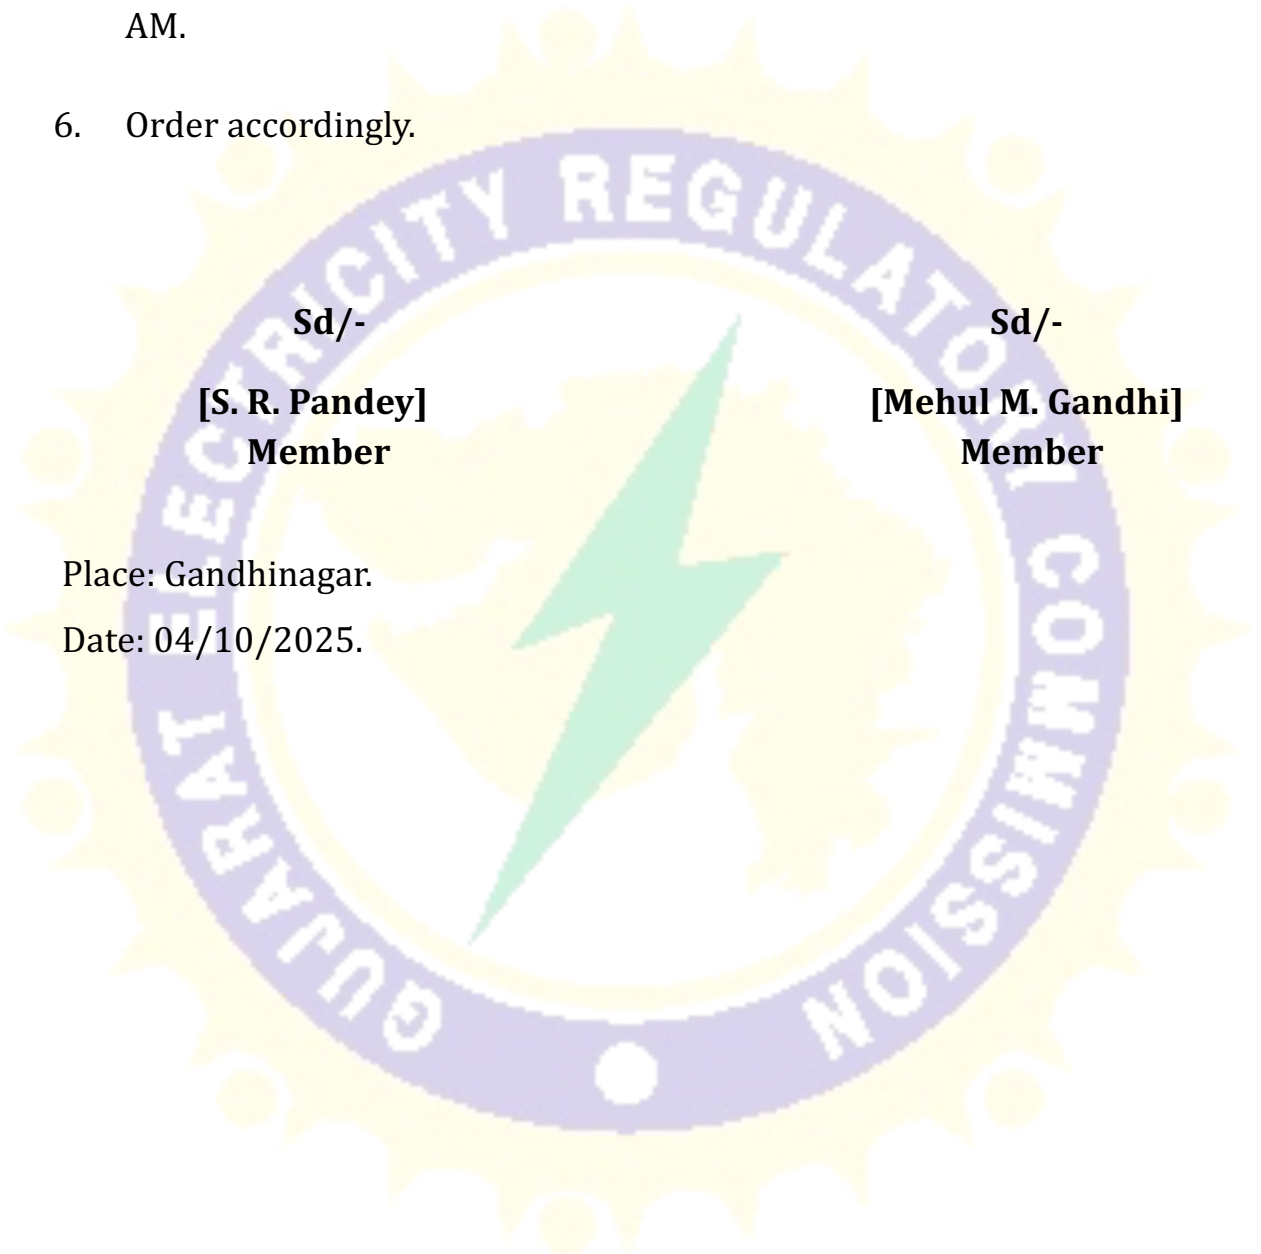 AM.
6. Order accordingly.
GUJARAT ELECTRICITY REGULATORY COMMISSION
Sd/- Sd/-
[S. R. Pandey] [Mehul M. Gandhi]
Member Member
Place: Gandhinagar.
Date: 04/10/2025.